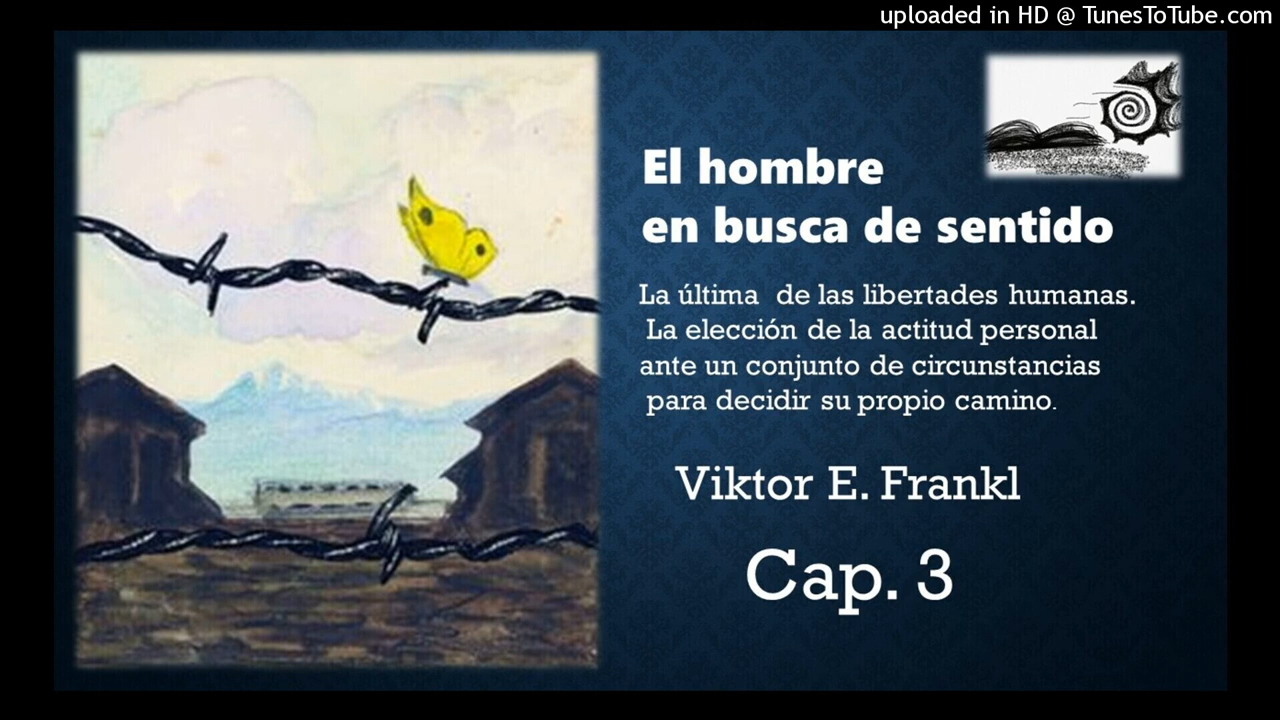 uploaded in HD @ TunesToTube.com
El hombre
en busca de sentido
La última de las libertades humanas.
La elección de la actitud personal
ante un conjunto de circunstancias
para decidir su propio camino.
Viktor E. Frankl
Cap. 3